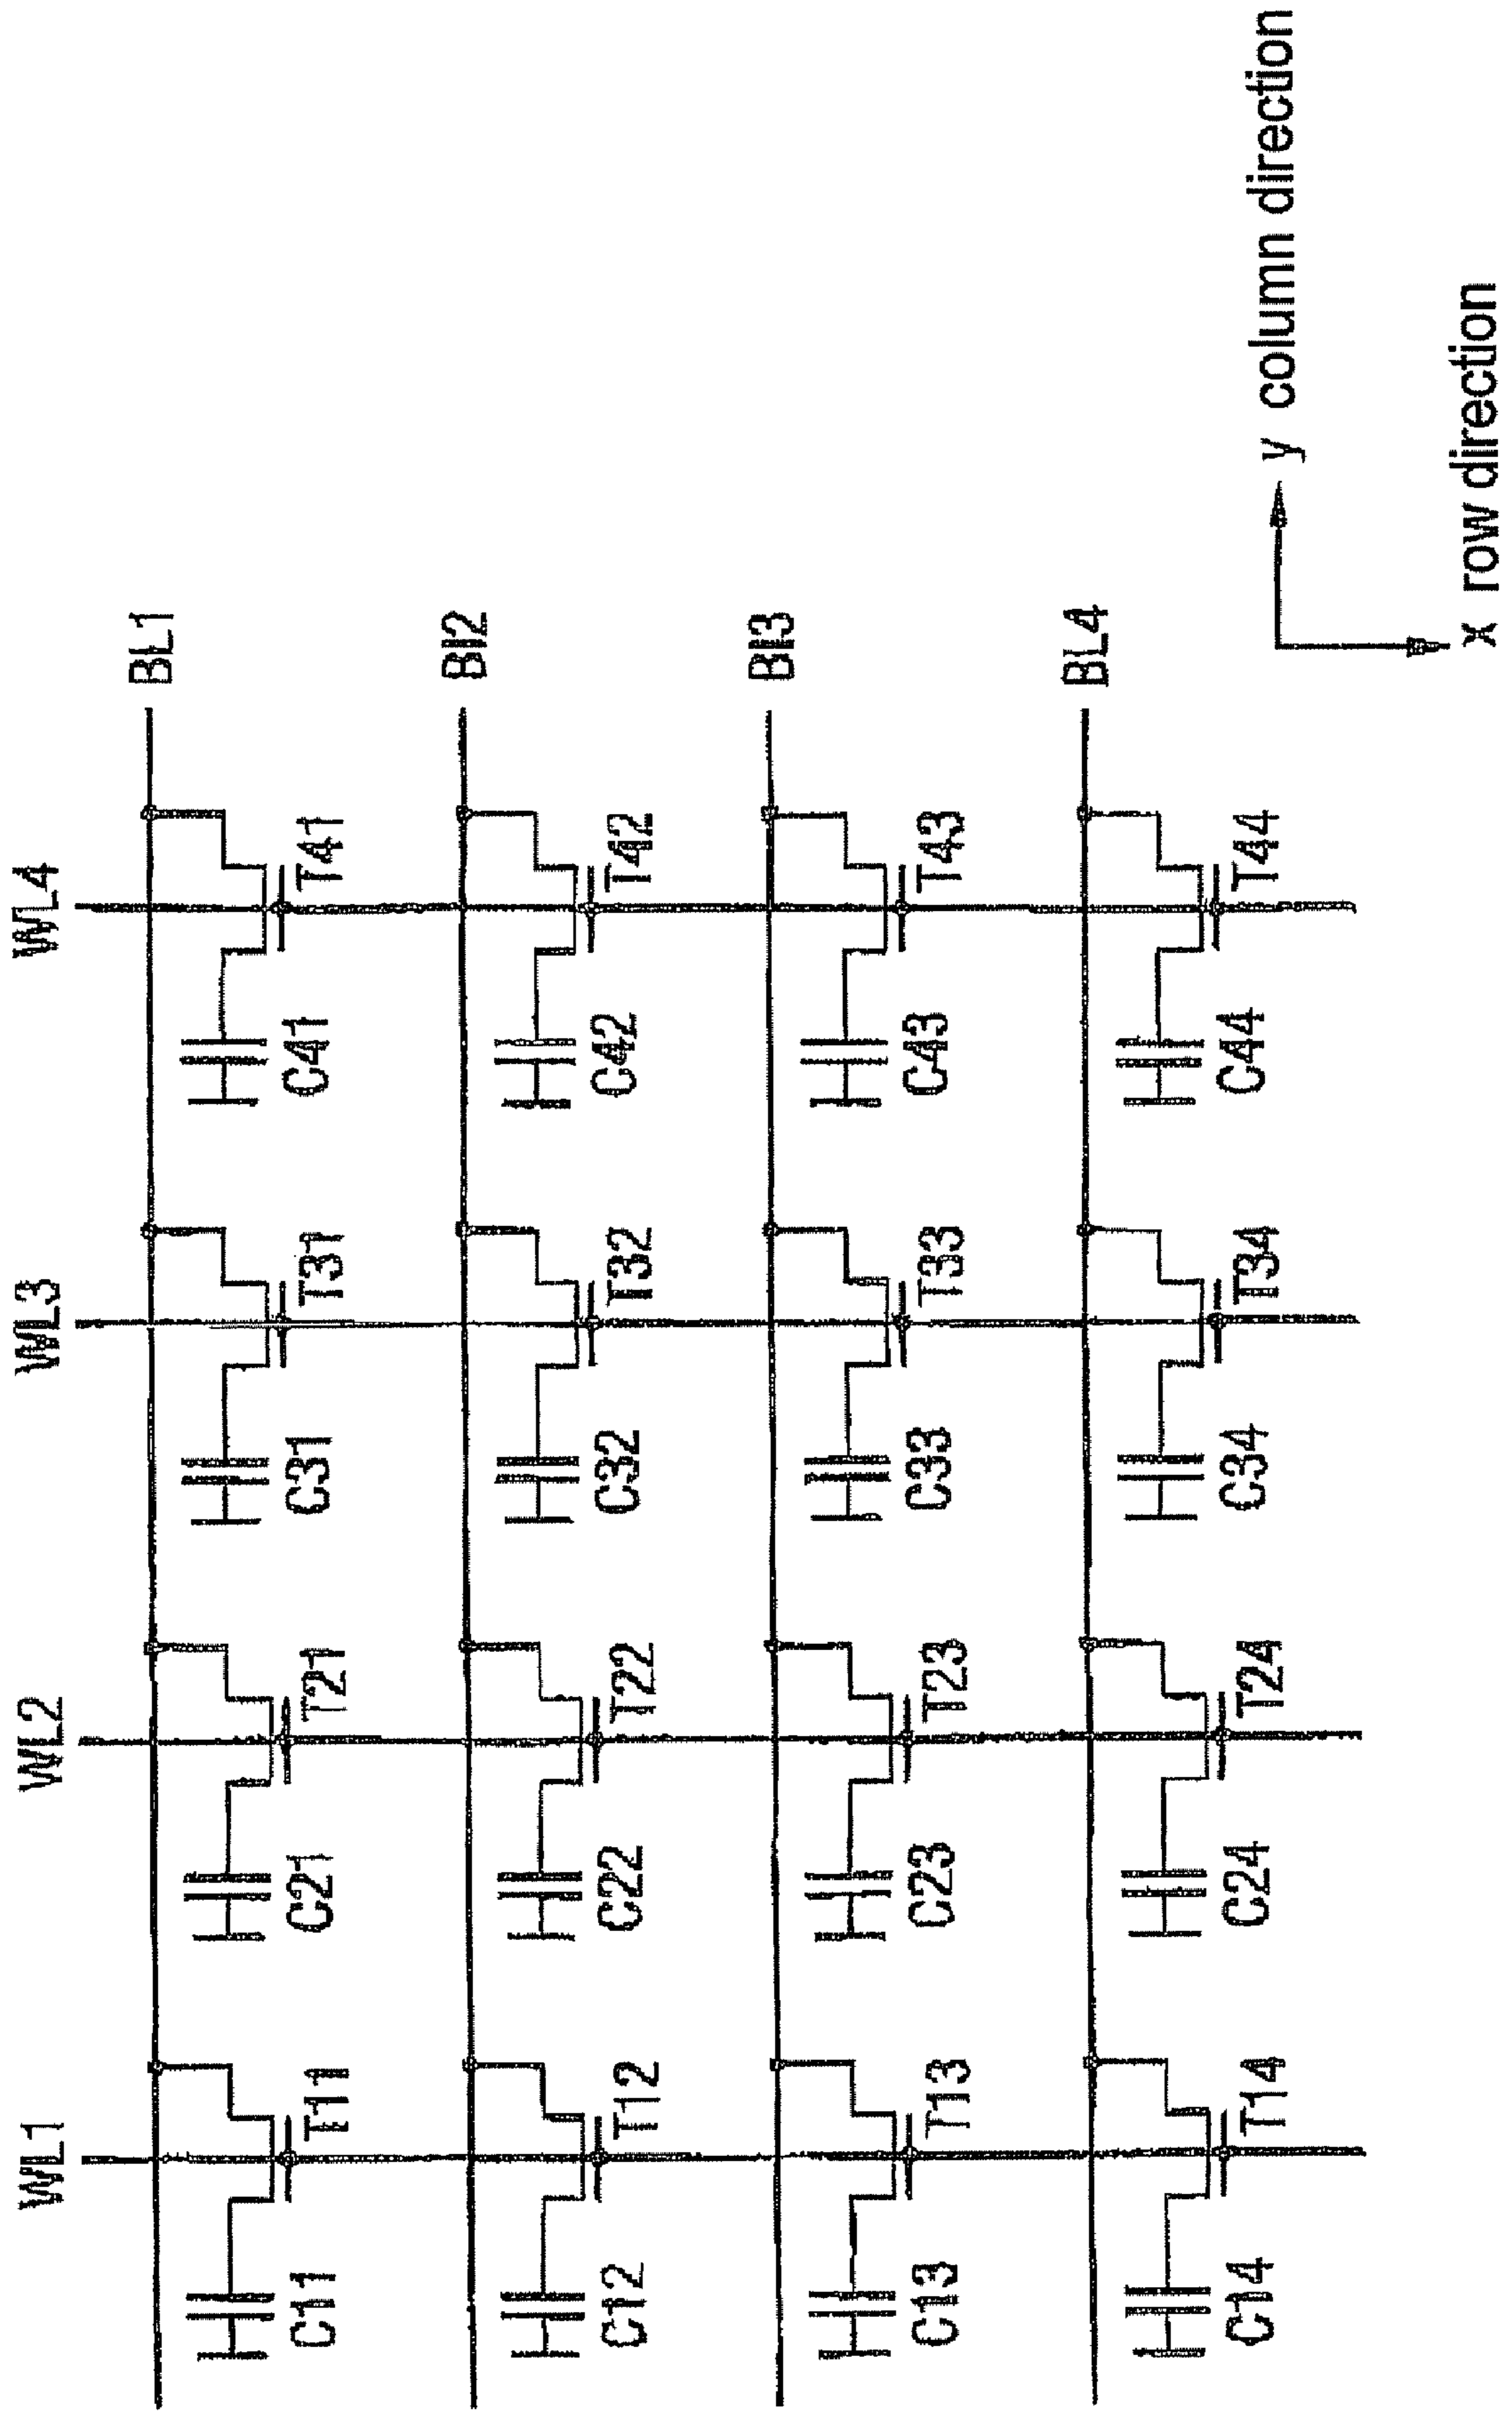 WL1
WL2
WL3
WL4
BL1
C11
T11
C21
T21
C31
T31
C41
T41
BI2
C12
T12
C22
T22
C32
T32
C42
T42
BI3
C13
T13
C23
T23
C33
T33
C43
T43
BL4
C14
T14
C24
T24
C34
T34
C44
T44
y column direction
x row direction